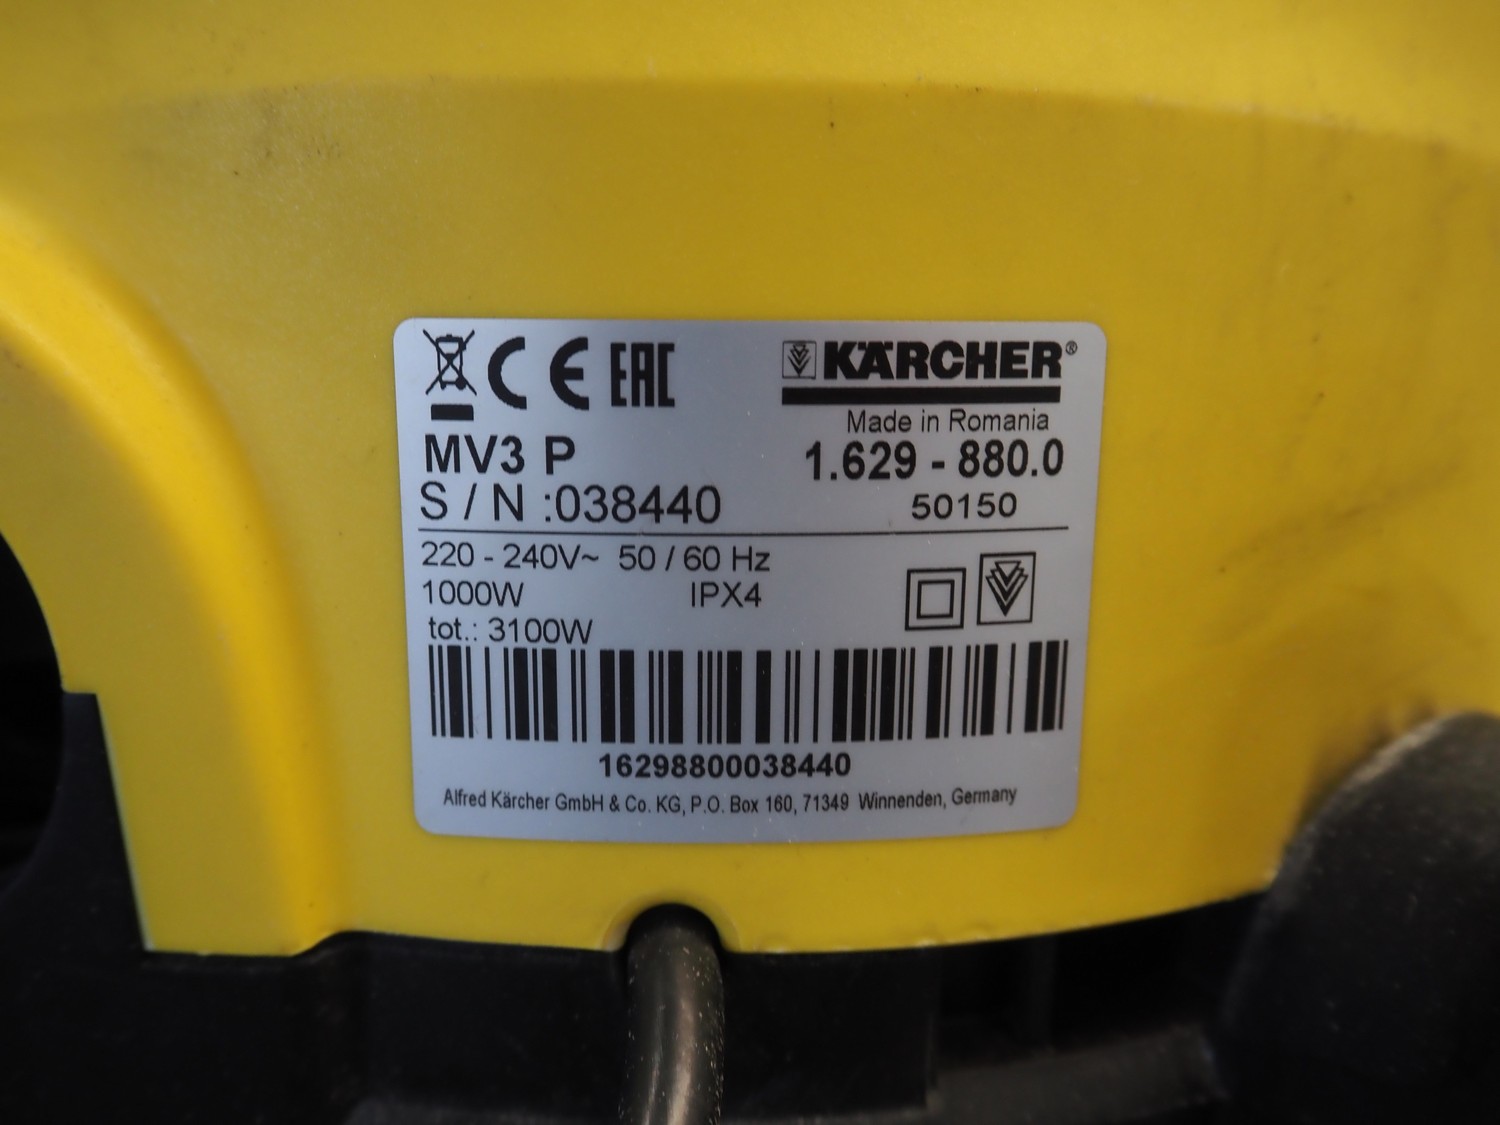 CE EAC KÄRCHER®
Made in Romania
MV3 P 1.629 - 880.0
S / N :038440 50150
220 - 240V~ 50 / 60 Hz
1000W IPX4
tot.: 3100W
16298800038440
Alfred Kärcher GmbH & Co. KG, P.O. Box 160, 71349 Winnenden, Germany